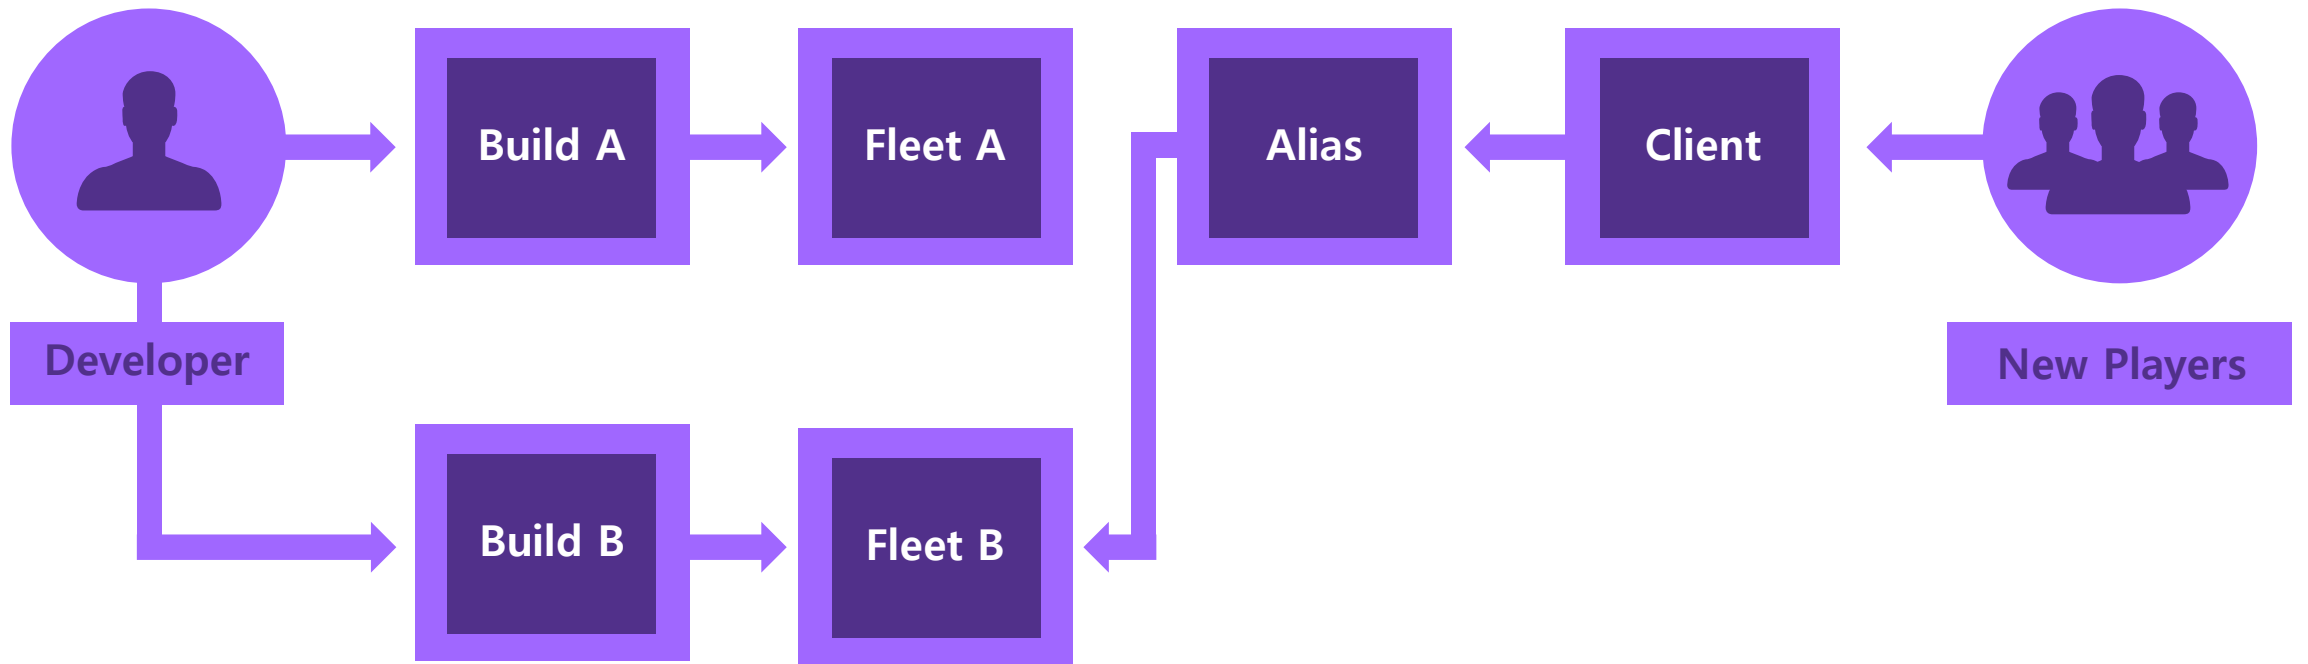 Build A
Fleet A
Alias
Client
Developer
New Players
Build B
Fleet B